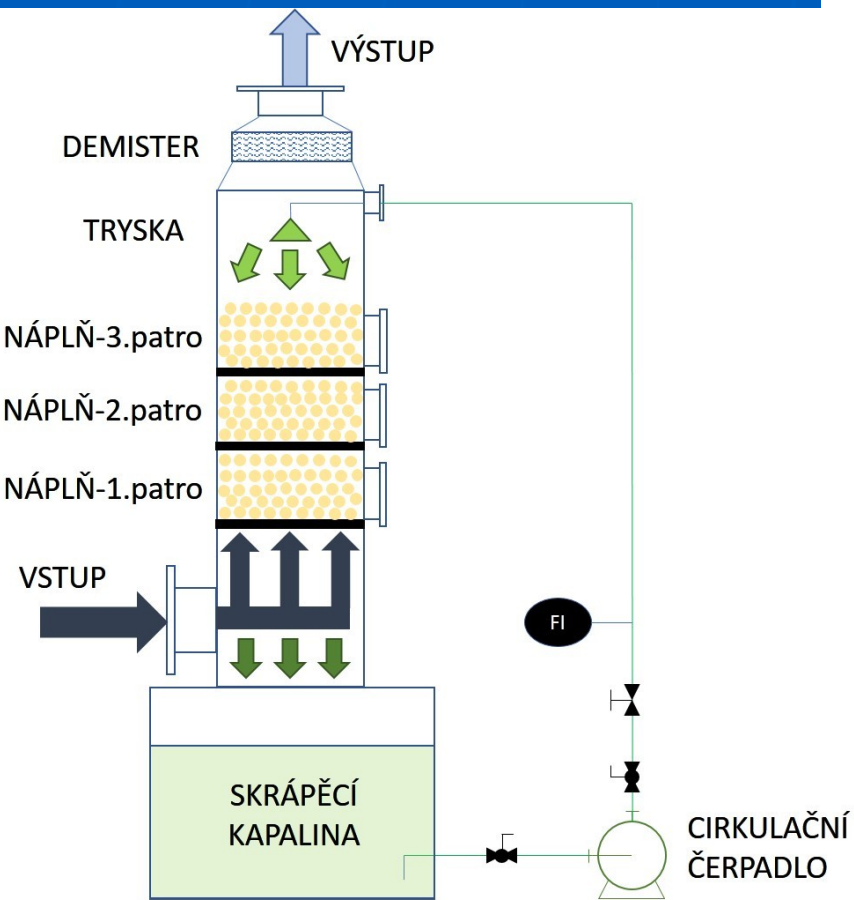 VÝSTUP
DEMISTER
TRYSKA
NÁPLŇ-3.patro
NÁPLŇ-2.patro
NÁPLŇ-1.patro
VSTUP
FI
SKRÁPĚCÍ
KAPALINA
CIRKULAČNÍ
ČERPADLO